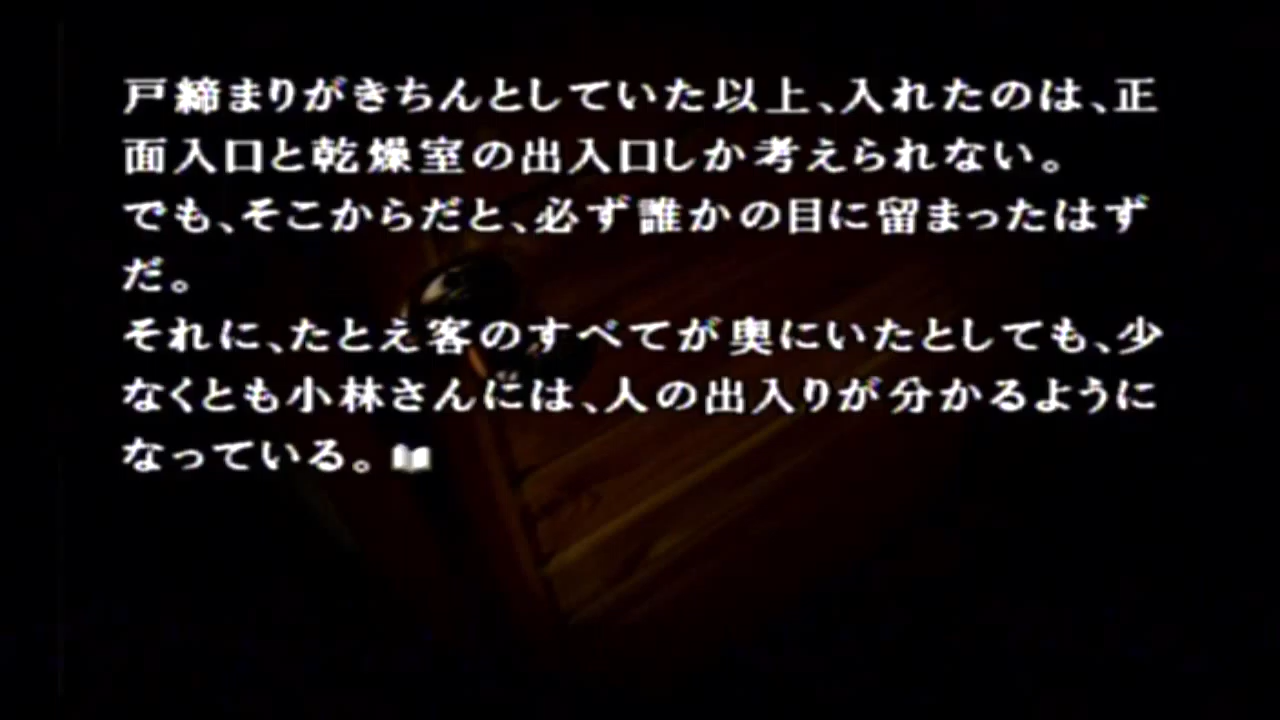 戸締まりがきちんとしていた以上、入れたのは、正
面入口と乾燥室の出入口しか考えられない。
でも、そこからだと、必ず誰かの目に留まったはず
だ。
それに、たとえ客のすべてが奥にいたとしても、少
なくとも小林さんには、人の出入りが分かるように
なっている。